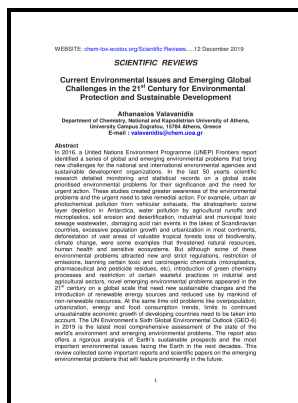 WEBSITE: chem-tox-ecotox.org/Scientific Reviews.....12 December 2019
SCIENTIFIC REVIEWS
Current Environmental Issues and Emerging Global
Challenges in the 21st Century for Environmental
Protection and Sustainable Development
Athanasios Valavanidis
Department of Chemistry, National and Kapodistrian University of Athens,
University Campus Zografou, 15784 Athens, Greece
E-mail : valavanidis@chem.uoa.gr
Abstract
In 2016, a United Nations Environment Programme (UNEP) Frontiers report
identified a series of global and emerging environmental problems that may
bring new challenges for the national and international environmental agencies and
sustainable development organizations. In the last 50 years scientific
research detailed monitoring and statistical records on a global scale
prioritised environmental problems for their significance and the need for
urgent action. These studies created greater awareness of the environmental
problems and the urgent need to take remedial action. For example, urban air
photochemical pollution from vehicular exhausts, the stratospheric ozone
layer depletion in Antarctica, water pollution by agricultural runoffs and
microplastics, soil erosion and desertification, industrial and municipal toxic
sewage wastewater, damaging acid rain events in the lakes of Scandinavian
countries, excessive population growth and urbanization in most continents,
deforestation of vast areas of valuable tropical forests loss of biodiversity,
climate change, were some examples that threatened natural resources,
human health and sensitive ecosystems. But although some of these
environmental problems attracted new and strict regulations, restriction of
emissions, banning certain toxic and carcinogenic chemicals (microplastics,
pharmaceutical and pesticide residues, etc), introduction of green chemistry
processes and restriction of certain wasteful practices in industrial and
agricultural sectors, novel environmental problems appeared in the
21st century on a global scale that need new sustainable changes and the
introduction of renewable energy sources and reduced use by mankind of
non-renewable resources. At the same time old problems like overpopulation,
urbanization, energy and food consumption trends, limits to continued
unsustainable economic growth of developing countries need to be taken into
account. The UN Environment's Sixth Global Environmental Outlook (GEO-6)
in 2019 is the latest most comprehensive assessment of the state of the
world's environment and emerging environmental problems. The report also
offers a rigorous analysis of Earth's sustainable prospects and the most
important environmental issues facing the Earth in the next decades. This
review collected some important reports and scientific papers on the emerging
environmental problems that will feature prominently in the future.
1